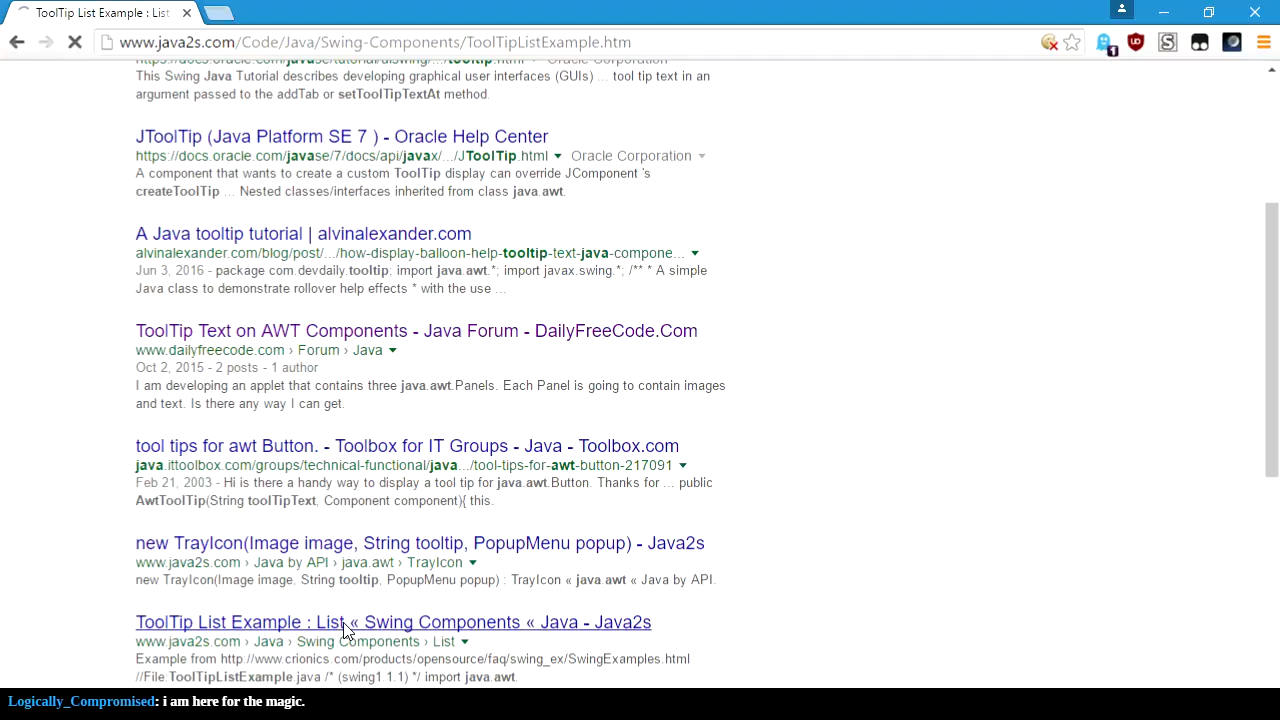 ToolTip List Example : List
www.java2s.com/Code/Java/Swing-Components/ToolTipListExample.htm
1
https://docs.oracle.com/javase/tutorial/uiswing/.../tooltip.html ▾ Oracle Corporation ▾
This Swing Java Tutorial describes developing graphical user interfaces (GUIs) ... tool tip text in an
argument passed to the addTab or setToolTipTextAt method.
JToolTip (Java Platform SE 7 ) - Oracle Help Center
https://docs.oracle.com/javase/7/docs/api/javax/.../JToolTip.html ▾ Oracle Corporation ▾
A component that wants to create a custom ToolTip display can override JComponent 's
createToolTip ... Nested classes/interfaces inherited from class java.awt.
A Java tooltip tutorial | alvinalexander.com
alvinalexander.com/blog/post/.../how-display-balloon-help-tooltip-text-java-compone... ▾
Jun 3, 2016 - package com.devdaily.tooltip; import java.awt.*; import javax.swing.*; /** * A simple
Java class to demonstrate rollover help effects * with the use ...
ToolTip Text on AWT Components - Java Forum - DailyFreeCode.Com
www.dailyfreecode.com › Forum › Java ▾
Oct 2, 2015 - 2 posts - 1 author
I am developing an applet that contains three java.awt.Panels. Each Panel is going to contain images
and text. Is there any way I can get.
tool tips for awt Button. - Toolbox for IT Groups - Java - Toolbox.com
java.ittoolbox.com/groups/technical-functional/java.../tool-tips-for-awt-button-217091 ▾
Feb 21, 2003 - Hi is there a handy way to display a tool tip for java.awt.Button. Thanks for ... public
AwtToolTip(String toolTipText, Component component){ this.
new TrayIcon(Image image, String tooltip, PopupMenu popup) - Java2s
www.java2s.com › Java by API › java.awt › TrayIcon ▾
new TrayIcon(Image image, String tooltip, PopupMenu popup) : TrayIcon « java.awt « Java by API.
ToolTip List Example : List « Swing Components « Java - Java2s
www.java2s.com › Java › Swing Components › List ▾
Example from http://www.crionics.com/products/opensource/faq/swing_ex/SwingExamples.html
//File.ToolTipListExample.java /* (swing1.1.1) */ import java.awt.
Logically_Compromised: i am here for the magic.